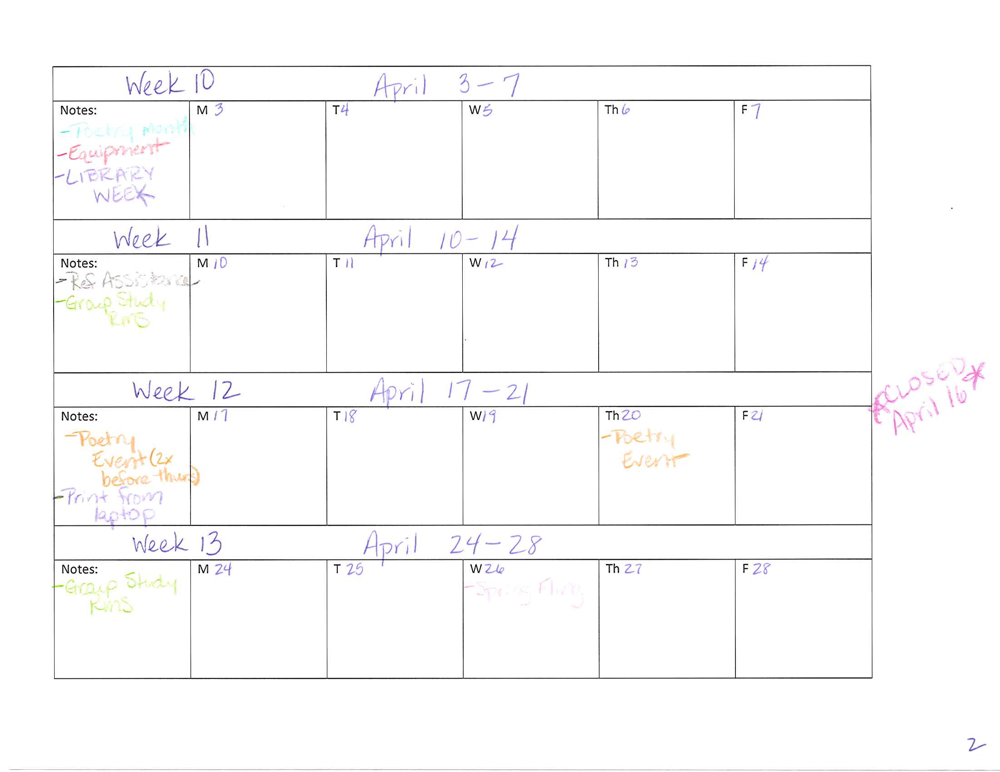 Week 10 April 3-7
Notes: M 3 T4 W5 Th 6 F 7
-Poetry Month
-Equipment
-LIBRARY
WEEK
Week 11 April 10-14
Notes: M 10 T 11 W 12 Th 13 F 14
-Ref Assistance
-Group Study
Rms
Week 12 April 17-21
*CLOSED*
April 16
Notes: M 17 T 18 W 19 Th 20 F 21
-Poetry
Event (2x
before thurs)
-Print from
laptop
-Poetry
Event
Week 13 April 24-28
Notes: M 24 T 25 W 26 Th 27 F 28
-Group Study
Rms
-Spring Fling
2